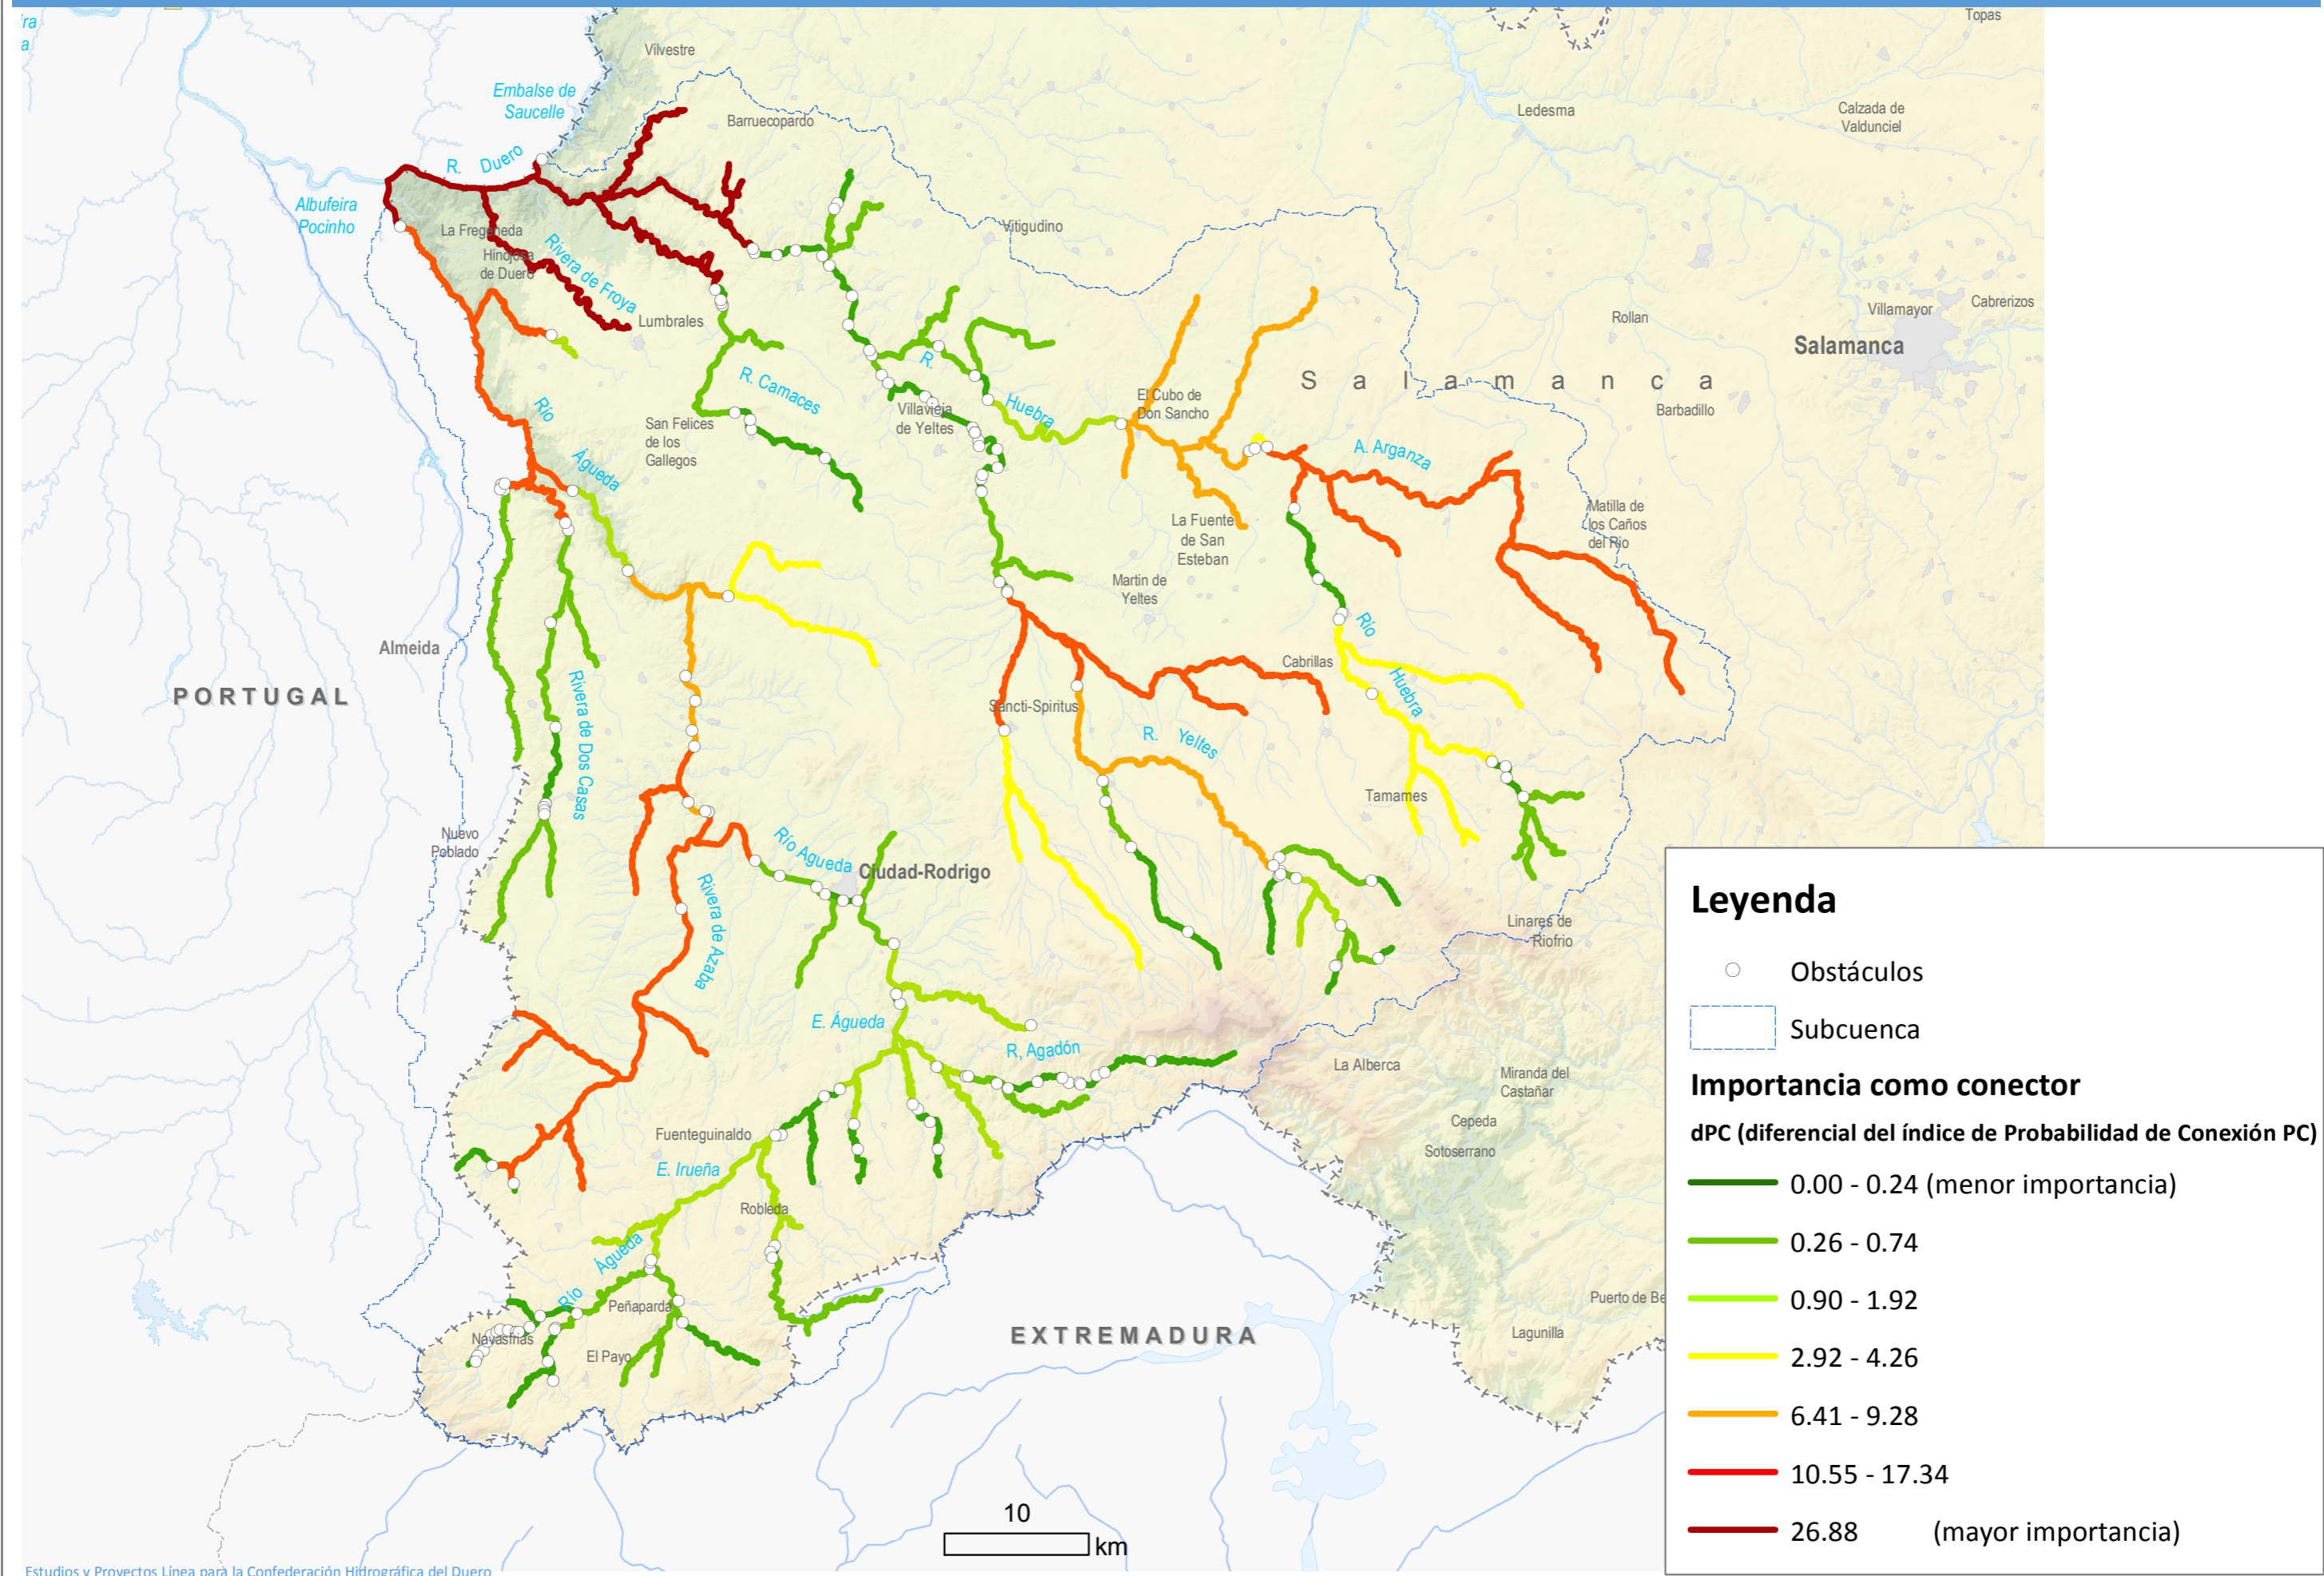 ra
a
Topas
Vilvestre
Embalse de
Saucelle
Barruecopardo
Ledesma
Calzada de
Valdunciel
R. Duero
Albufeira
Pocinho
La Fregeneda
Hinojosa
de Duero
Rivera de Froya
Vitigudino
Lumbrales
Rollan
Villamayor
Cabrerizos
Salamanca
Salamanca
R. Camaces
R.
Huebra
El Cubo de
Don Sancho
Barbadillo
Villavieja
de Yeltes
San Felices
de los
Gallegos
Río
Águeda
A. Arganza
Matilla de
los Caños
del Rio
La Fuente
de San
Esteban
Martin de
Yeltes
Almeida
PORTUGAL
Río
Huebra
Cabrillas
Rivera de Dos Casas
Sancti-Spiritus
R. Yeltes
Tamames
Nuevo
Poblado
Río Agueda
Ciudad-Rodrigo
Rivera de Azaba
Linares de
Riofrio
E. Águeda
R, Agadón
La Alberca
Miranda del
Castañar
Cepeda
Sotoserrano
Fuenteguinaldo
E. Irueña
Robleda
Río Águeda
Peñaparda
Navasfrias
El Payo
EXTREMADURA
Puerto de Be
Lagunilla
10
km
Leyenda
Obstáculos
Subcuenca
Importancia como conector
dPC (diferencial del índice de Probabilidad de Conexión PC)
0.00 - 0.24 (menor importancia)
0.26 - 0.74
0.90 - 1.92
2.92 - 4.26
6.41 - 9.28
10.55 - 17.34
26.88 (mayor importancia)
Estudios y Proyectos Línea para la Confederación Hidrográfica del Duero